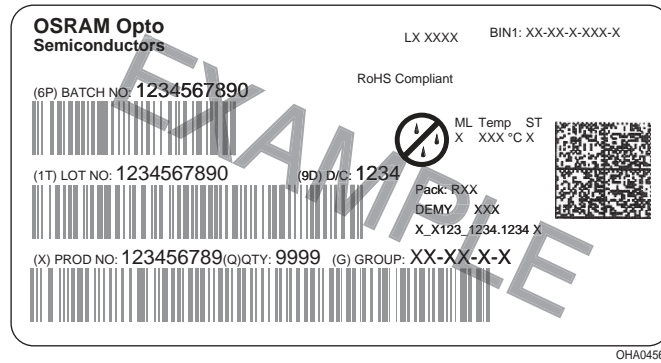 OSRAM Opto
Semiconductors
LX XXXX
BIN1: XX-XX-X-XXX-X
RoHS Compliant
(6P) BATCH NO: 1234567890
ML Temp ST
X XXX °C X
(1T) LOT NO: 1234567890
(9D) D/C: 1234
Pack: RXX
DEMY XXX
X_X123_1234.1234 X
(X) PROD NO: 123456789(Q)QTY: 9999 (G) GROUP: XX-XX-X-X
EXAMPLE
OHA0456